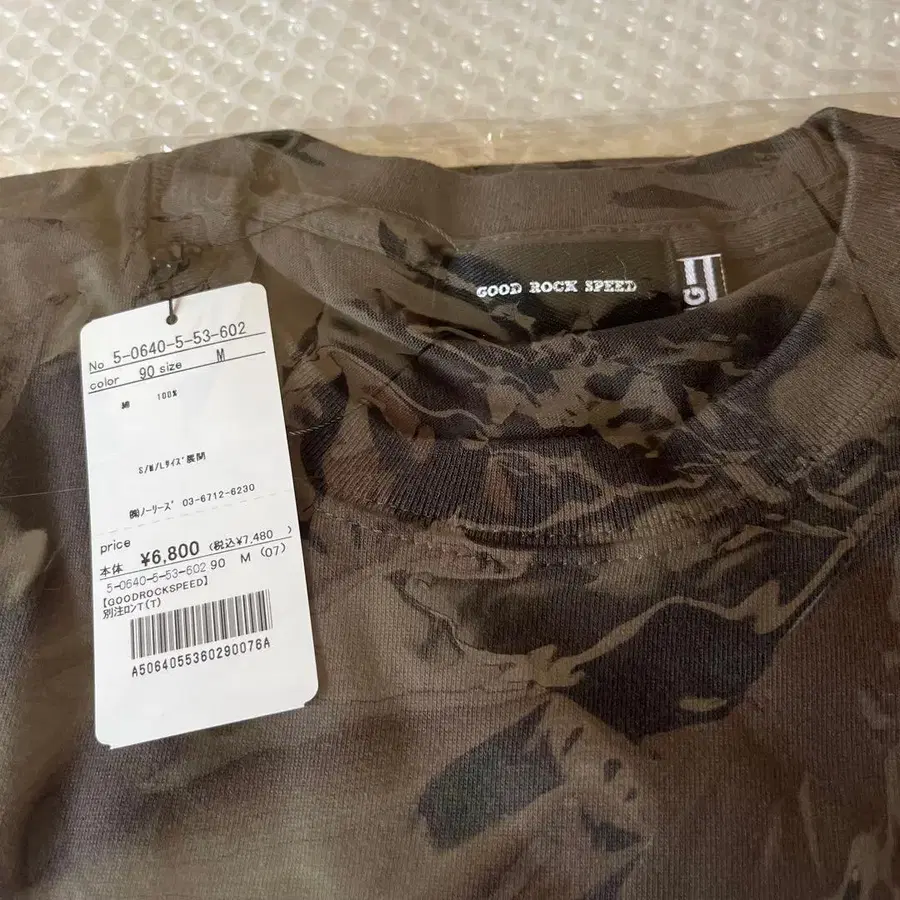 GOOD ROCK SPEED
G
No 5-0640-5-53-602
color 90 size M
綿 100%
S/M/Lサイズ展開
㈱ノーリーズ 03-6712-6230
price
本体 ¥6,800 (税込¥7,480 )
5-0640-5-53-602 90 M (07)
【GOODROCKSPEED】
別注ロンT(T)
A5064055360290076A